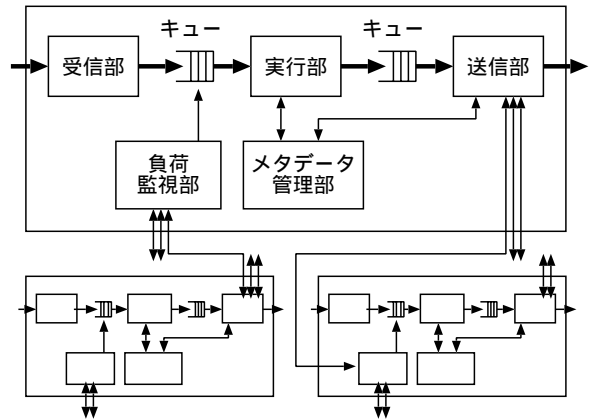 キュー
キュー
受信部
実行部
送信部
負荷
監視部
メタデータ
管理部